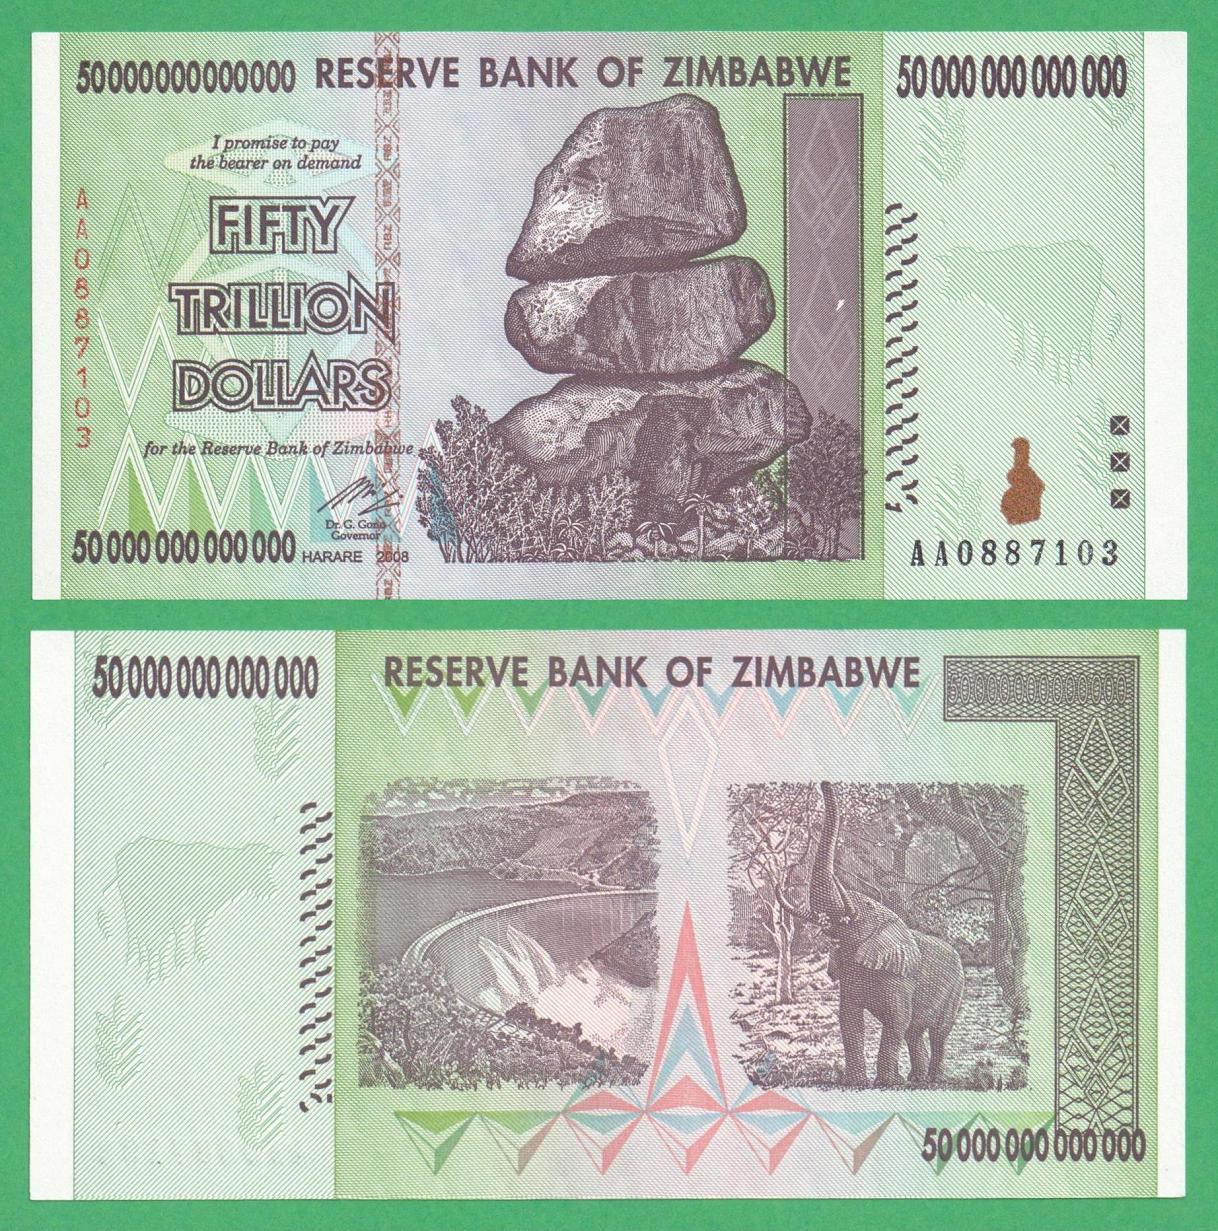 50000000000000 RESERVE BANK OF ZIMBABWE 50 000 000 000 000
I promise to pay
the bearer on demand
FIFTY
TRILLION
DOLLARS
for the Reserve Bank of Zimbabwe
AA0887103
Dr. G. Gono
Governor
50 000 000 000 000 HARARE 2008
AA0887103
RBZ
50 000 000 000 000 RESERVE BANK OF ZIMBABWE
50 000 000 000 000